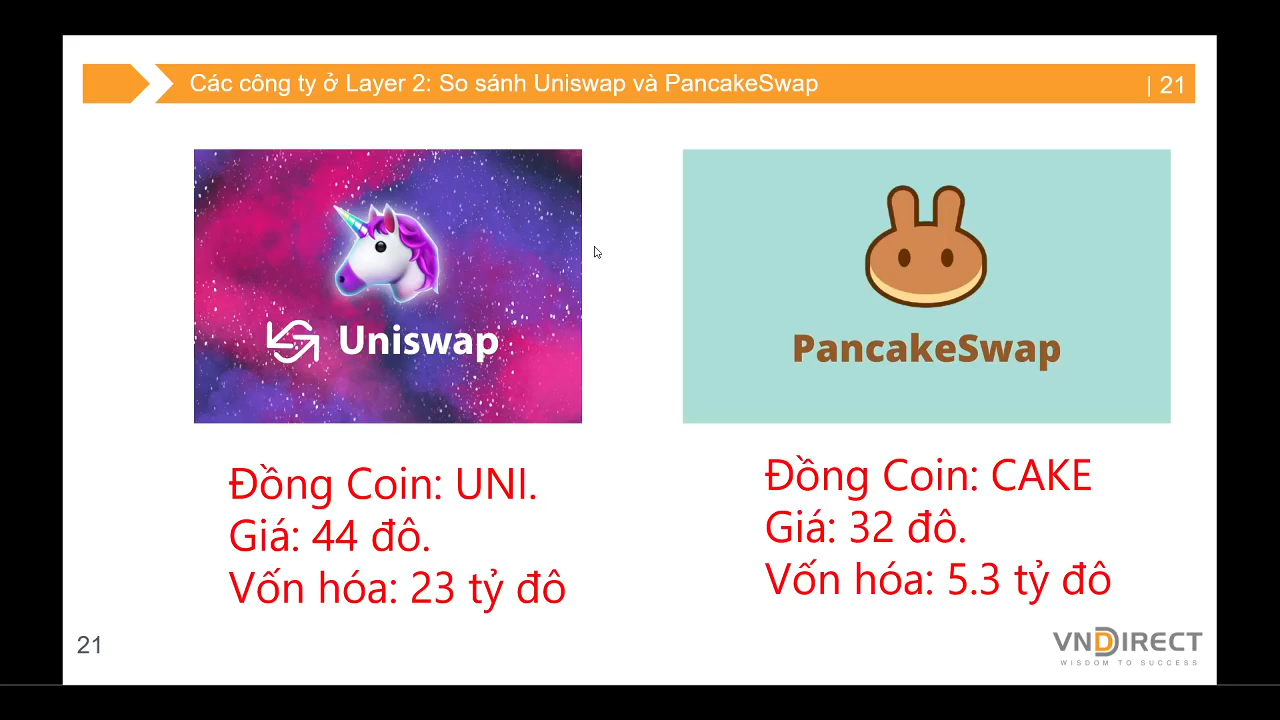 Các công ty ở Layer 2: So sánh Uniswap và PancakeSwap
| 21
Uniswap
PancakeSwap
Đồng Coin: UNI.
Giá: 44 đô.
Vốn hóa: 23 tỷ đô
Đồng Coin: CAKE
Giá: 32 đô.
Vốn hóa: 5.3 tỷ đô
21
VNDIRECT
WISDOM TO SUCCESS